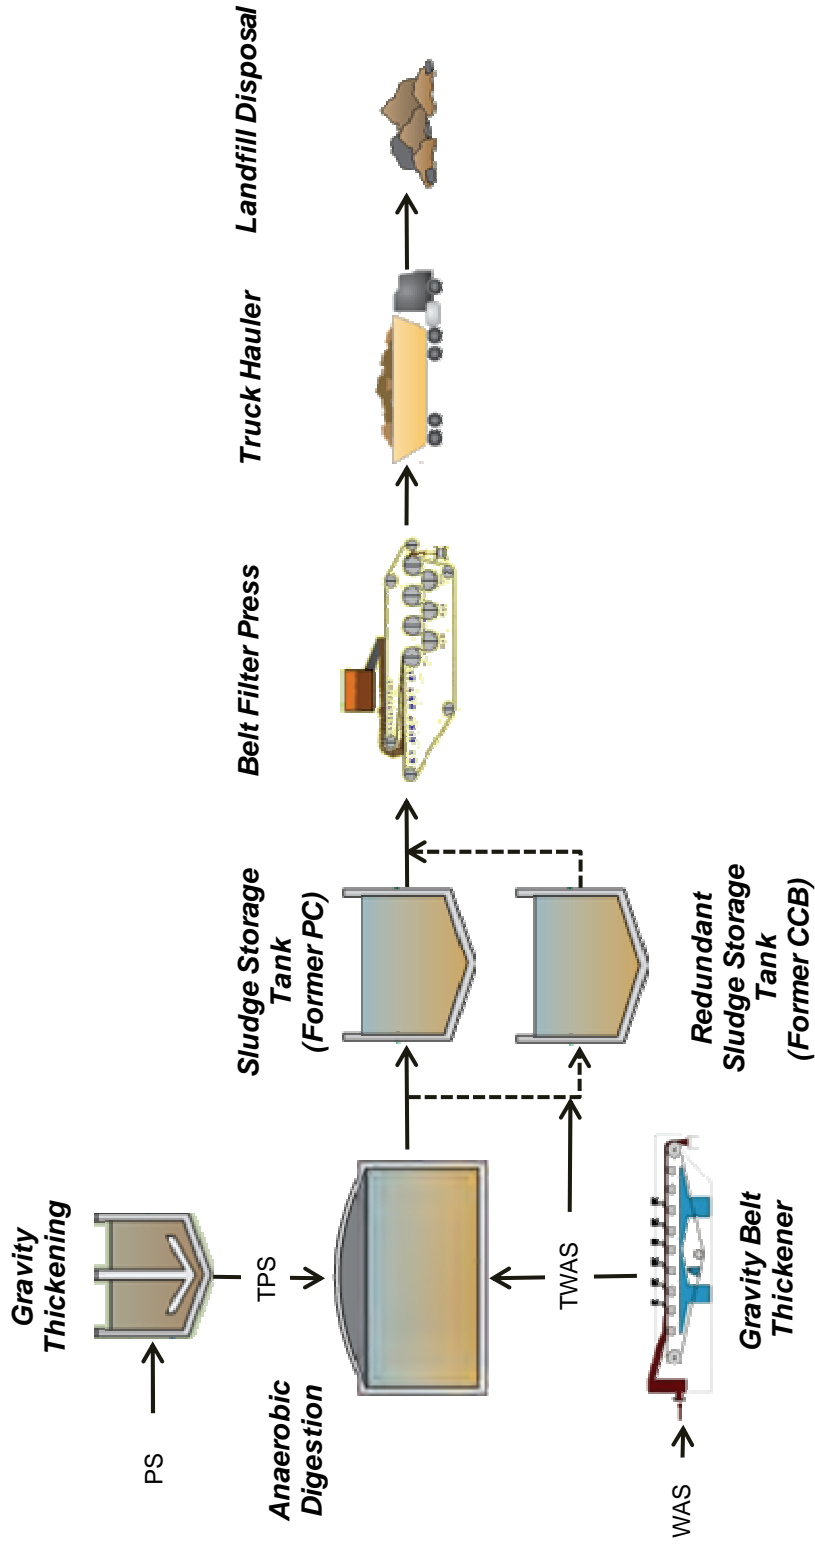 PS
Gravity
Thickening
TPS
Anaerobic
Digestion
WAS
Gravity Belt
Thickener
TWAS
Sludge Storage
Tank
(Former PC)
Redundant
Sludge Storage
Tank
(Former CCB)
Belt Filter Press
Truck Hauler
Landfill Disposal